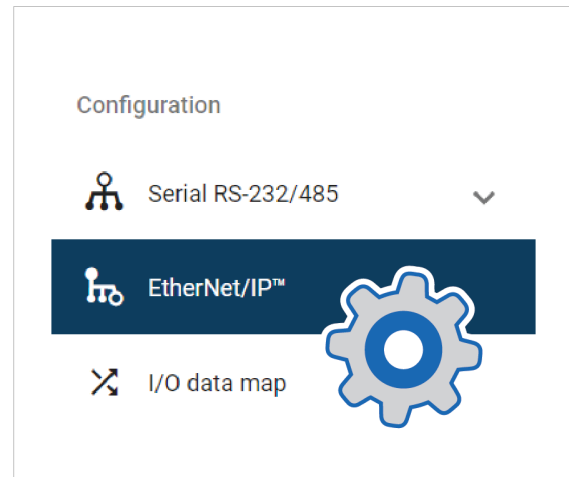 Configuration
Serial RS-232/485
EtherNet/IP™
I/O data map